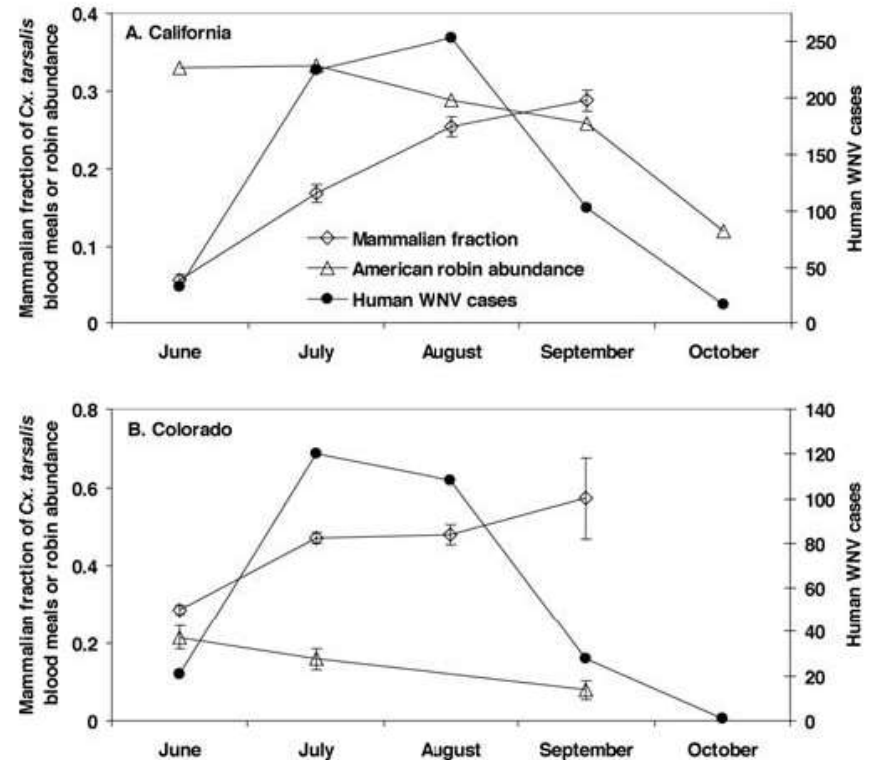 A. California
Mammalian fraction of Cx. tarsalis
blood meals or robin abundance
0.4
0.3
0.2
0.1
0
250
200
150
100
50
0
Human WNV cases
Mammalian fraction
American robin abundance
Human WNV cases
June July August September October
B. Colorado
Mammalian fraction of Cx. tarsalis
blood meals or robin abundance
0.8
0.6
0.4
0.2
0
140
120
100
80
60
40
20
0
Human WNV cases
June July August September October